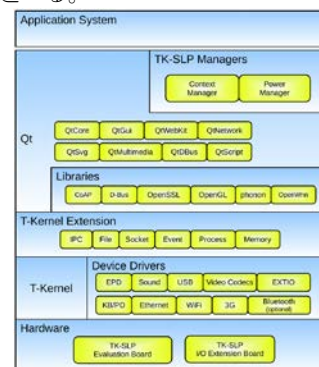 Application System
TK-SLP Managers
Context Manager
Power Manager
Qt
QtCore QtGui QtWebKit QtNetwork
QtSvg QtMultimedia QtDBus QtScript
Libraries
CoAP D-Bus OpenSSL OpenGL phonon OpenWnn
T-Kernel Extension
IPC File Socket Event Process Memory
T-Kernel
Device Drivers
EPD Sound USB Video Codecs EXTIO
KB/PD Ethernet WiFi 3G Bluetooth (optional)
Hardware
TK-SLP Evaluation Board
TK-SLP I/O Extension Board